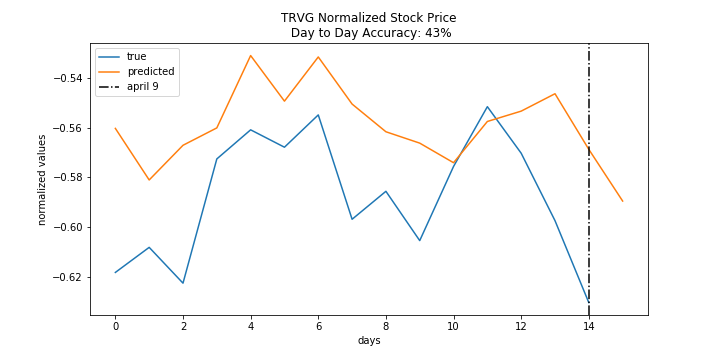 TRVG Normalized Stock Price
Day to Day Accuracy: 43%
true
predicted
april 9
−0.54
−0.56
−0.58
−0.60
−0.62
normalized values
0 2 4 6 8 10 12 14
days